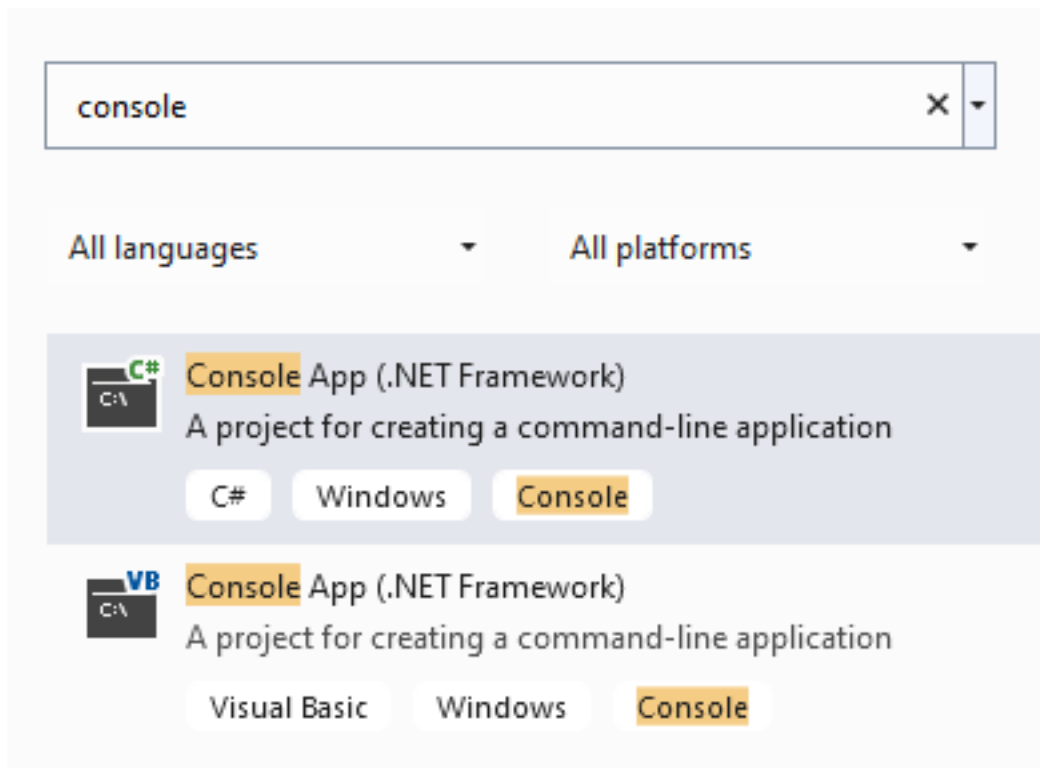 console
All languages All platforms
C#
Console App (.NET Framework)
C:\
A project for creating a command-line application
C# Windows Console
VB
Console App (.NET Framework)
C:\
A project for creating a command-line application
Visual Basic Windows Console